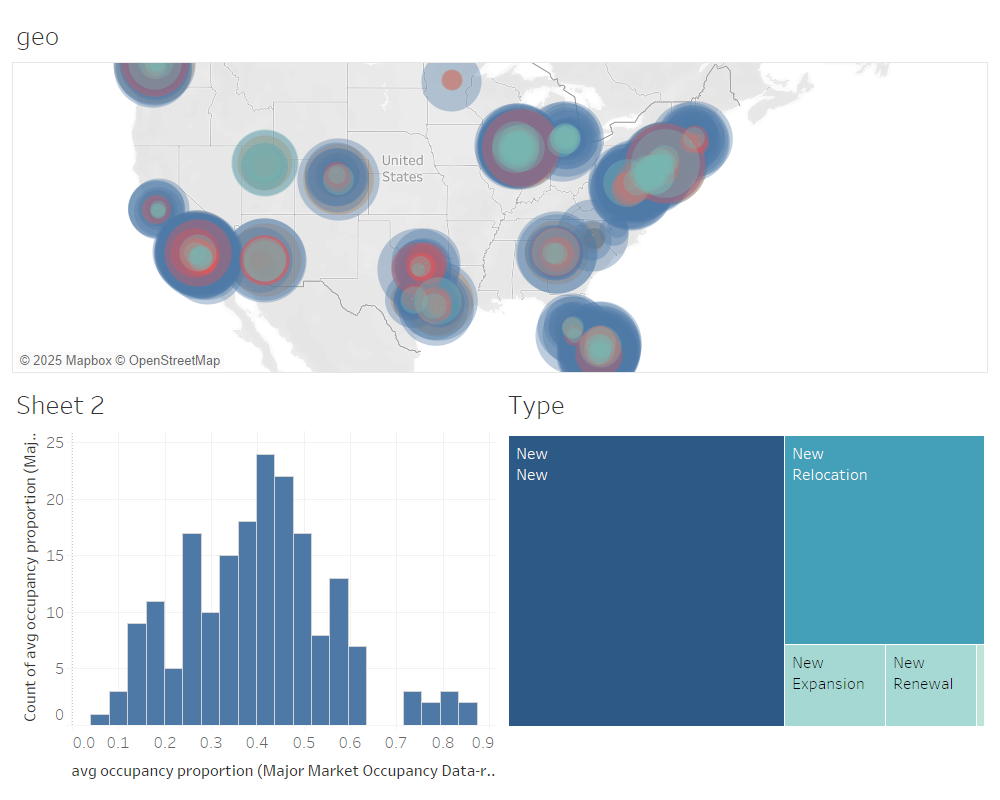 geo
United
States
© 2025 Mapbox © OpenStreetMap
Sheet 2
Count of avg occupancy proportion (Maj..
25
20
15
10
5
0
0.0 0.1 0.2 0.3 0.4 0.5 0.6 0.7 0.8 0.9
avg occupancy proportion (Major Market Occupancy Data-r..
Type
New
New
New
Relocation
New
Expansion
New
Renewal